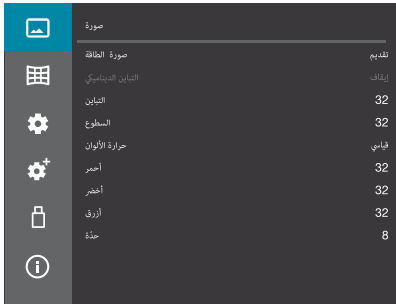 صورة
صورة الطاقة تقديم
التباين الديناميكي إيقاف
التباين 32
السطوع 32
حرارة الألوان قياسي
أحمر 32
أخضر 32
أزرق 32
حدّة 8